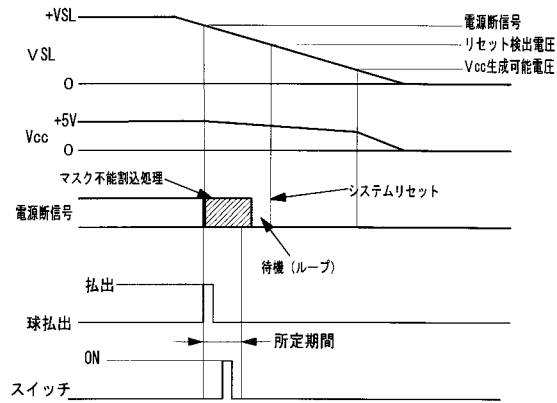 +VSL
電源断信号
リセット検出電圧
VSL
Vcc生成可能電圧
0
+5V
Vcc
0
マスク不能割込処理
システムリセット
電源断信号
待機(ループ)
払出
球払出
所定期間
ON
スイッチ